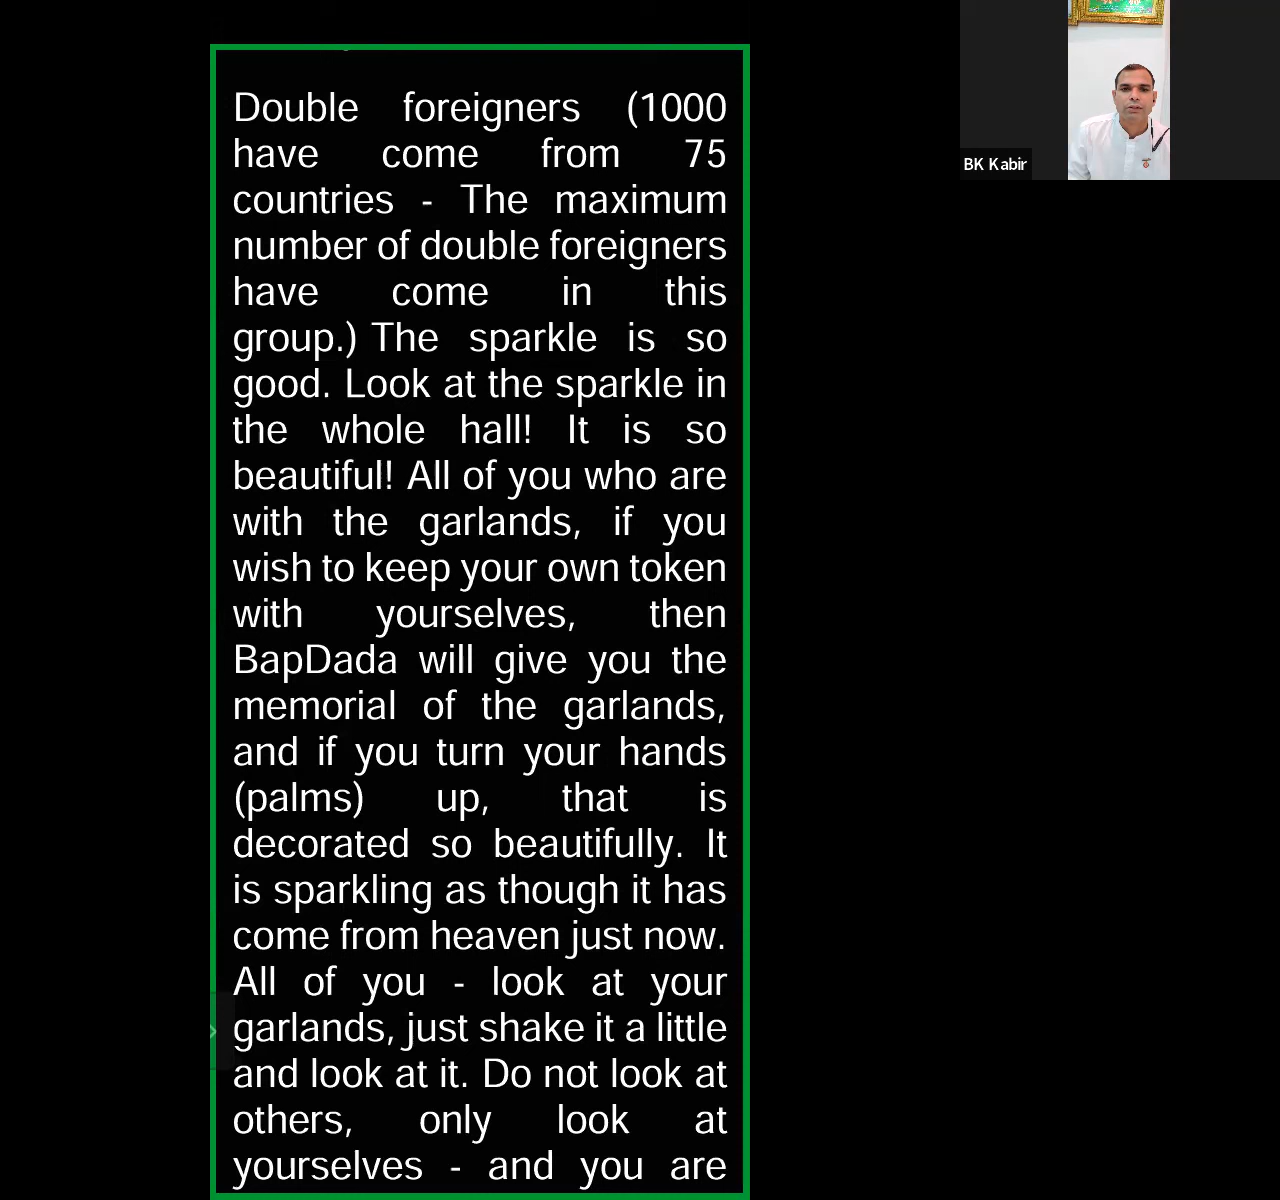 Double foreigners (1000
have come from 75
countries - The maximum
number of double foreigners
have come in this
group.) The sparkle is so
good. Look at the sparkle in
the whole hall! It is so
beautiful! All of you who are
with the garlands, if you
wish to keep your own token
with yourselves, then
BapDada will give you the
memorial of the garlands,
and if you turn your hands
(palms) up, that is
decorated so beautifully. It
is sparkling as though it has
come from heaven just now.
All of you - look at your
garlands, just shake it a little
and look at it. Do not look at
others, only look at
yourselves - and you are
BK Kabir